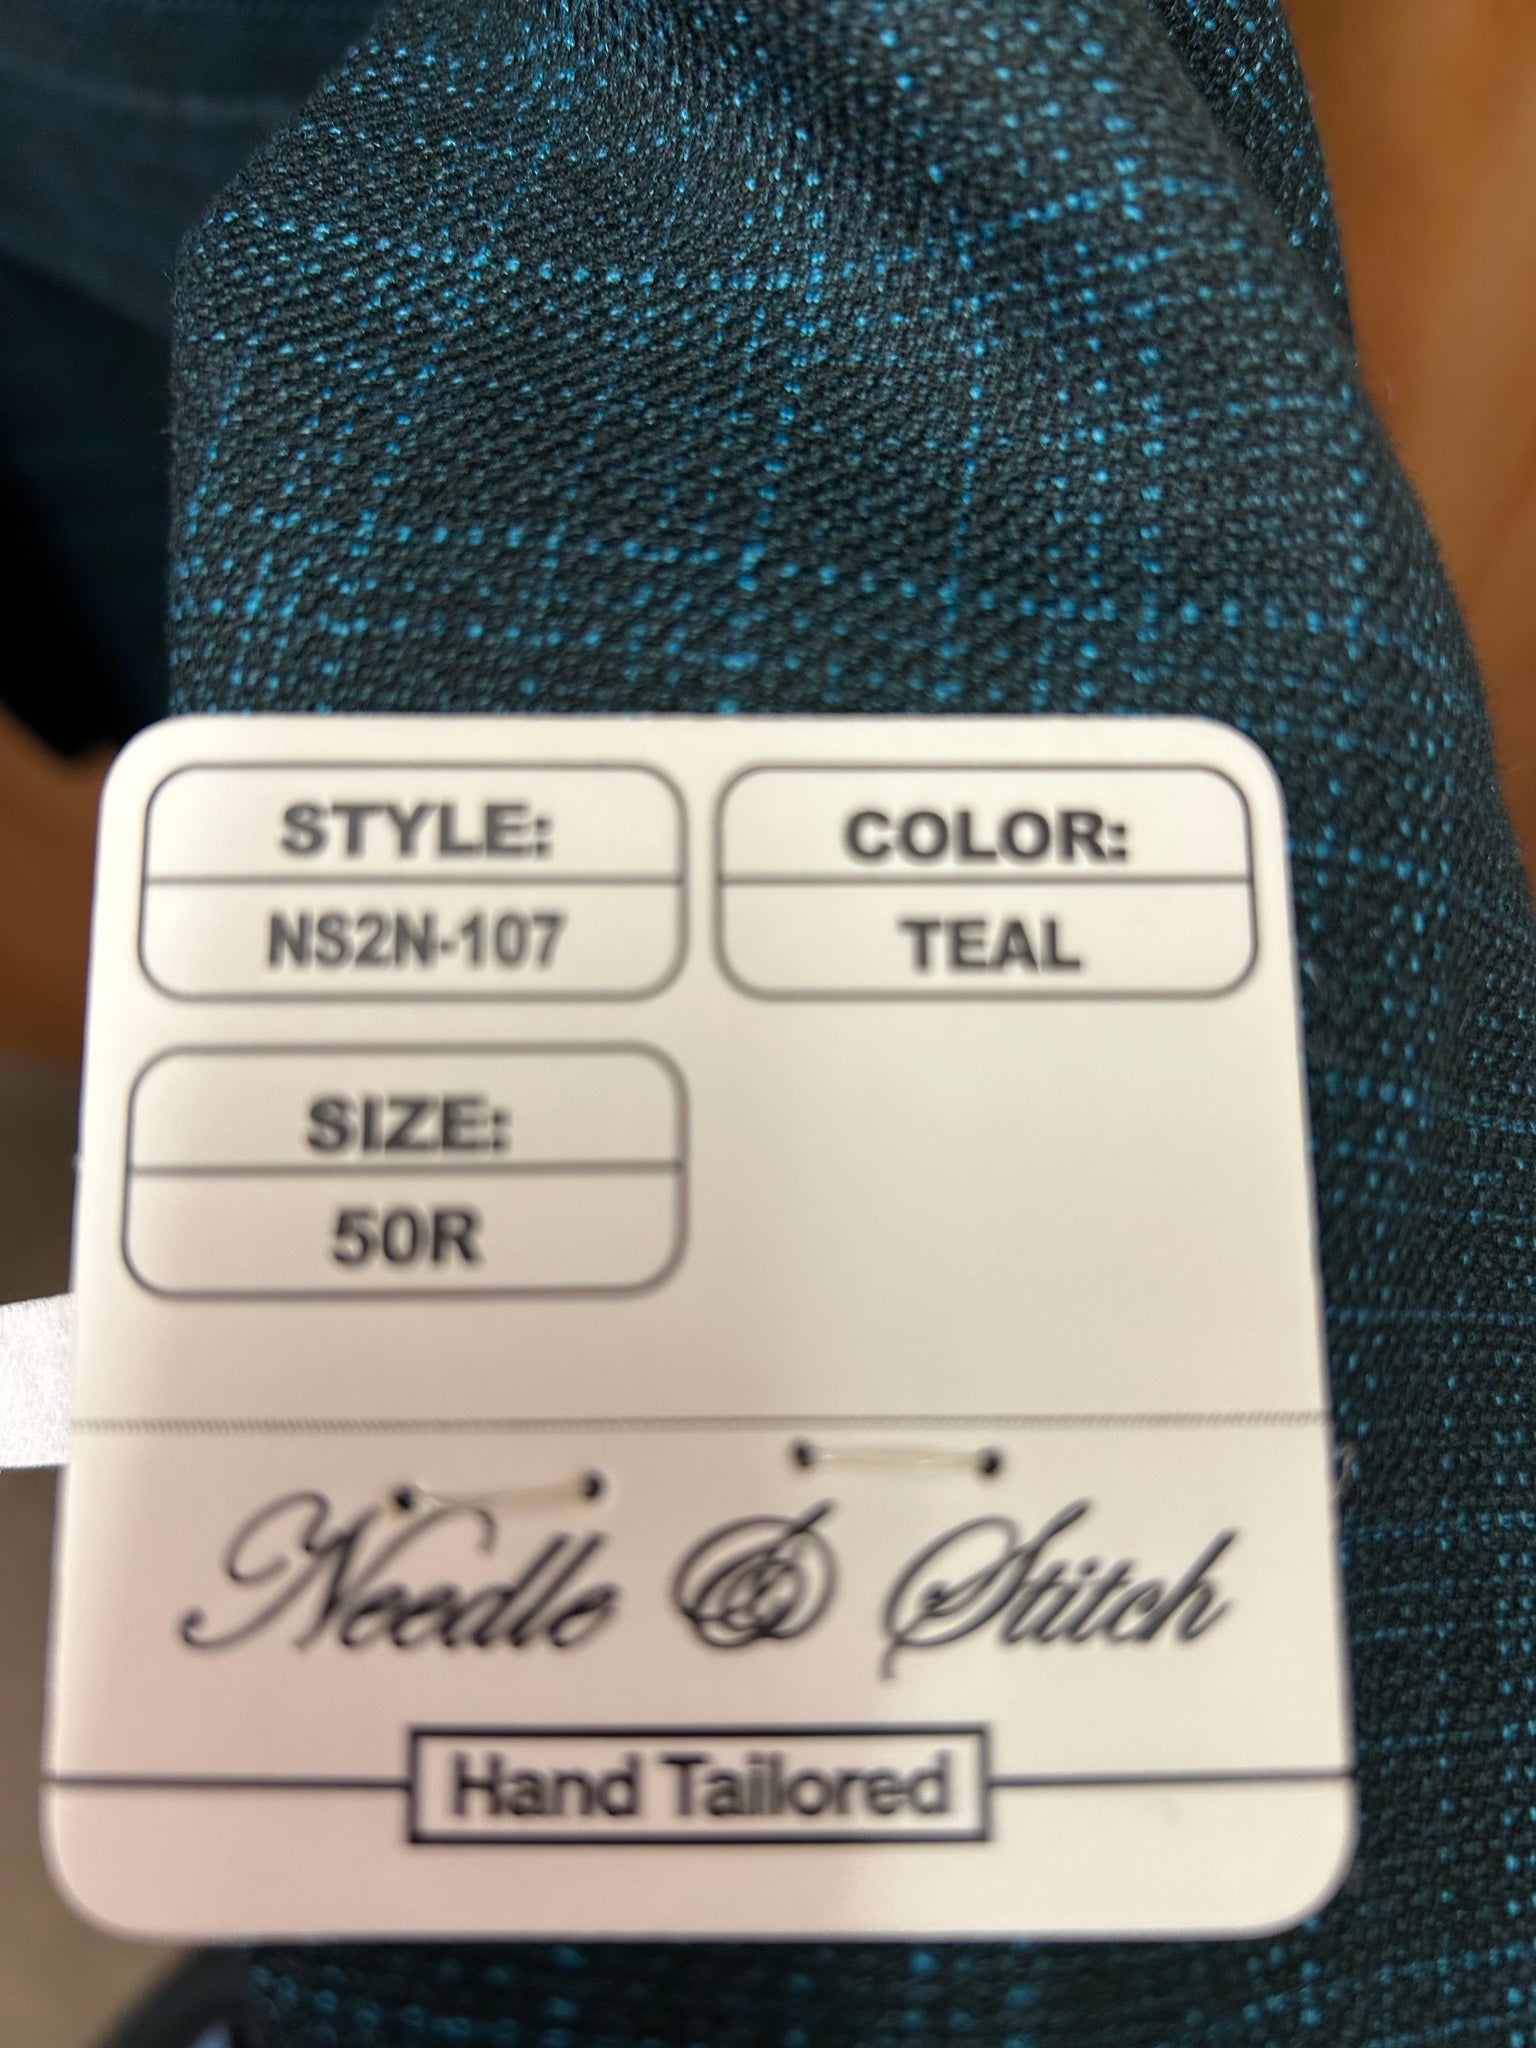 STYLE:
NS2N-107
COLOR:
TEAL
SIZE:
50R
Needle & Stitch
Hand Tailored